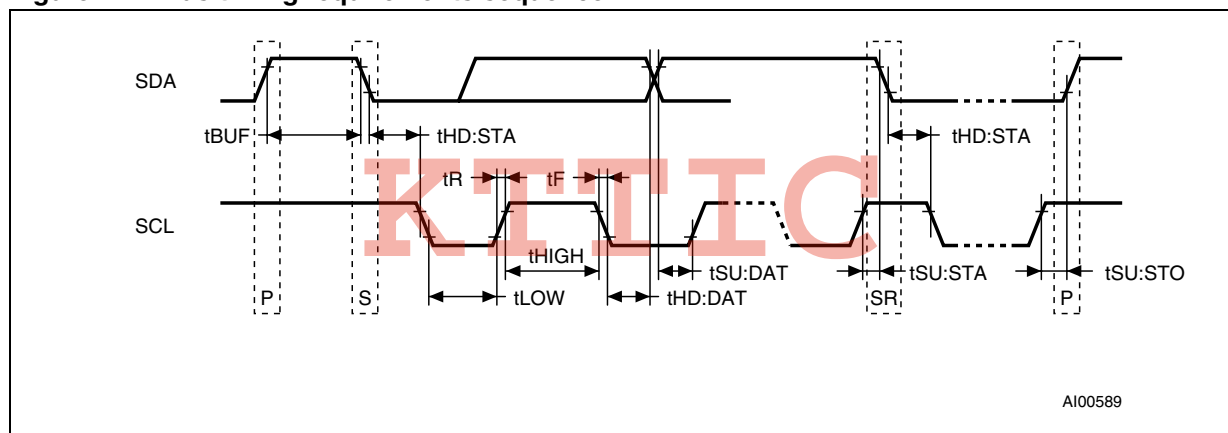 SDA
tBUF
tHD:STA
tHD:STA
tR
tF
KTTIC
SCL
tHIGH
tSU:DAT
tSU:STA
tSU:STO
P
S
tLOW
tHD:DAT
SR
P
AI00589